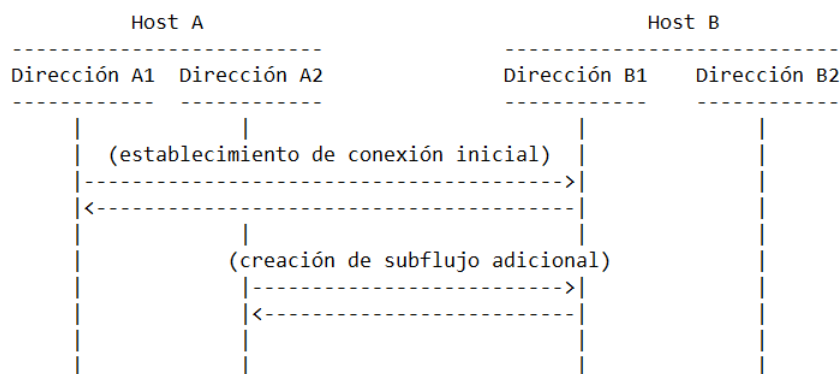 Host A Host B
Dirección A1 Dirección A2 Dirección B1 Dirección B2
(establecimiento de conexión inicial)
(creación de subflujo adicional)